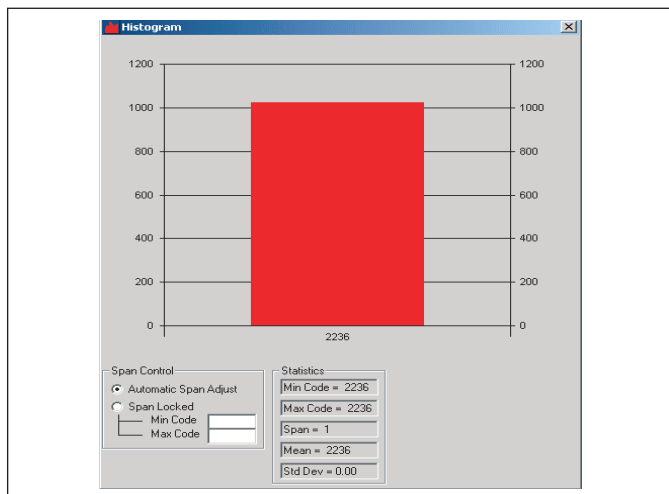 Histogram
1200 1200
1000 1000
800 800
600 600
400 400
200 200
0 0
2236
Span Control
Automatic Span Adjust
Span Locked
Min Code
Max Code
Statistics
Min Code = 2236
Max Code = 2236
Span = 1
Mean = 2236
Std Dev = 0.00